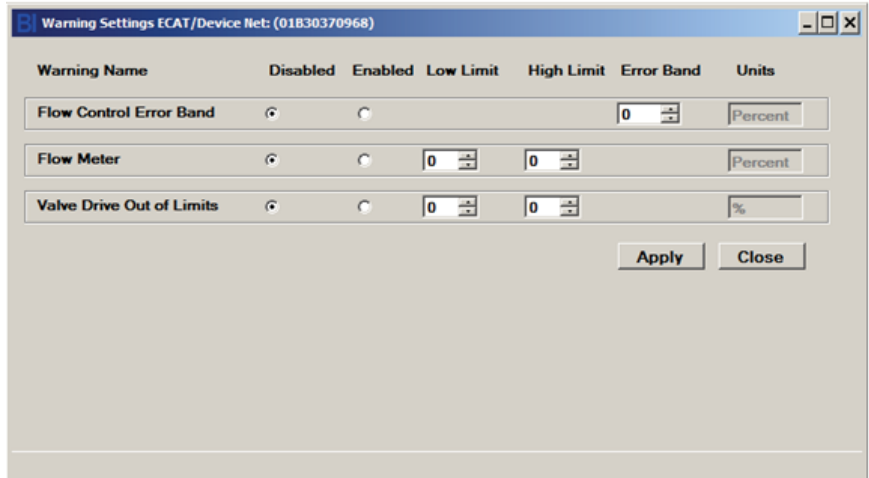 BI Warning Settings ECAT/Device Net: (01B30370968)
Warning Name Disabled Enabled Low Limit High Limit Error Band Units
Flow Control Error Band 0 Percent
Flow Meter 0 0 Percent
Valve Drive Out of Limits 0 0 %
Apply Close